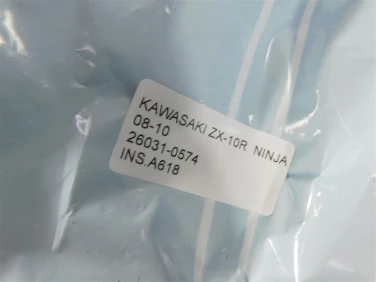 KAWASAKI ZX-10R NINJA
08-10
26031-0574
INS.A618